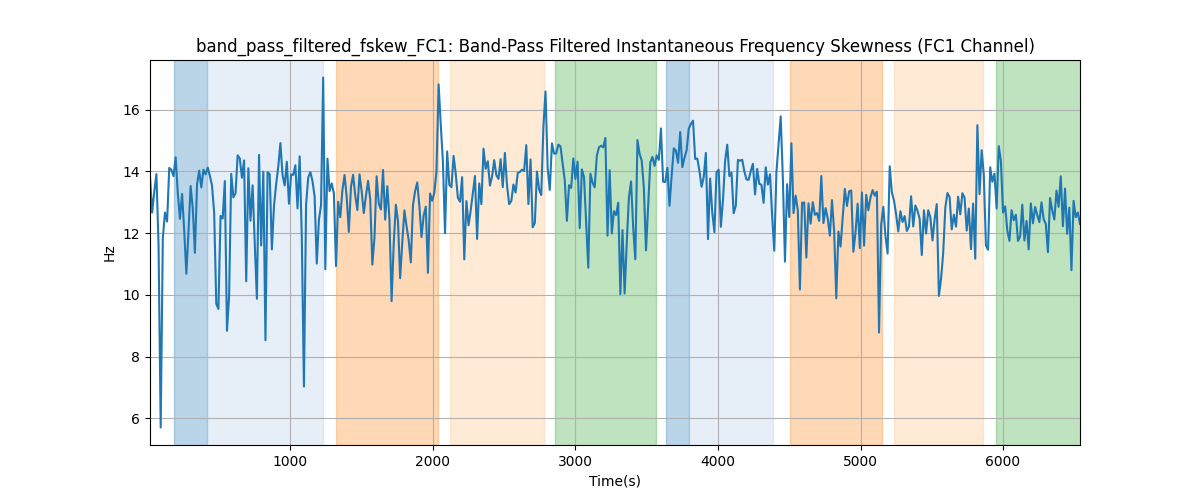 band_pass_filtered_fskew_FC1: Band-Pass Filtered Instantaneous Frequency Skewness (FC1 Channel)
16
14
12
10
8
6
Hz
1000 2000 3000 4000 5000 6000
Time(s)